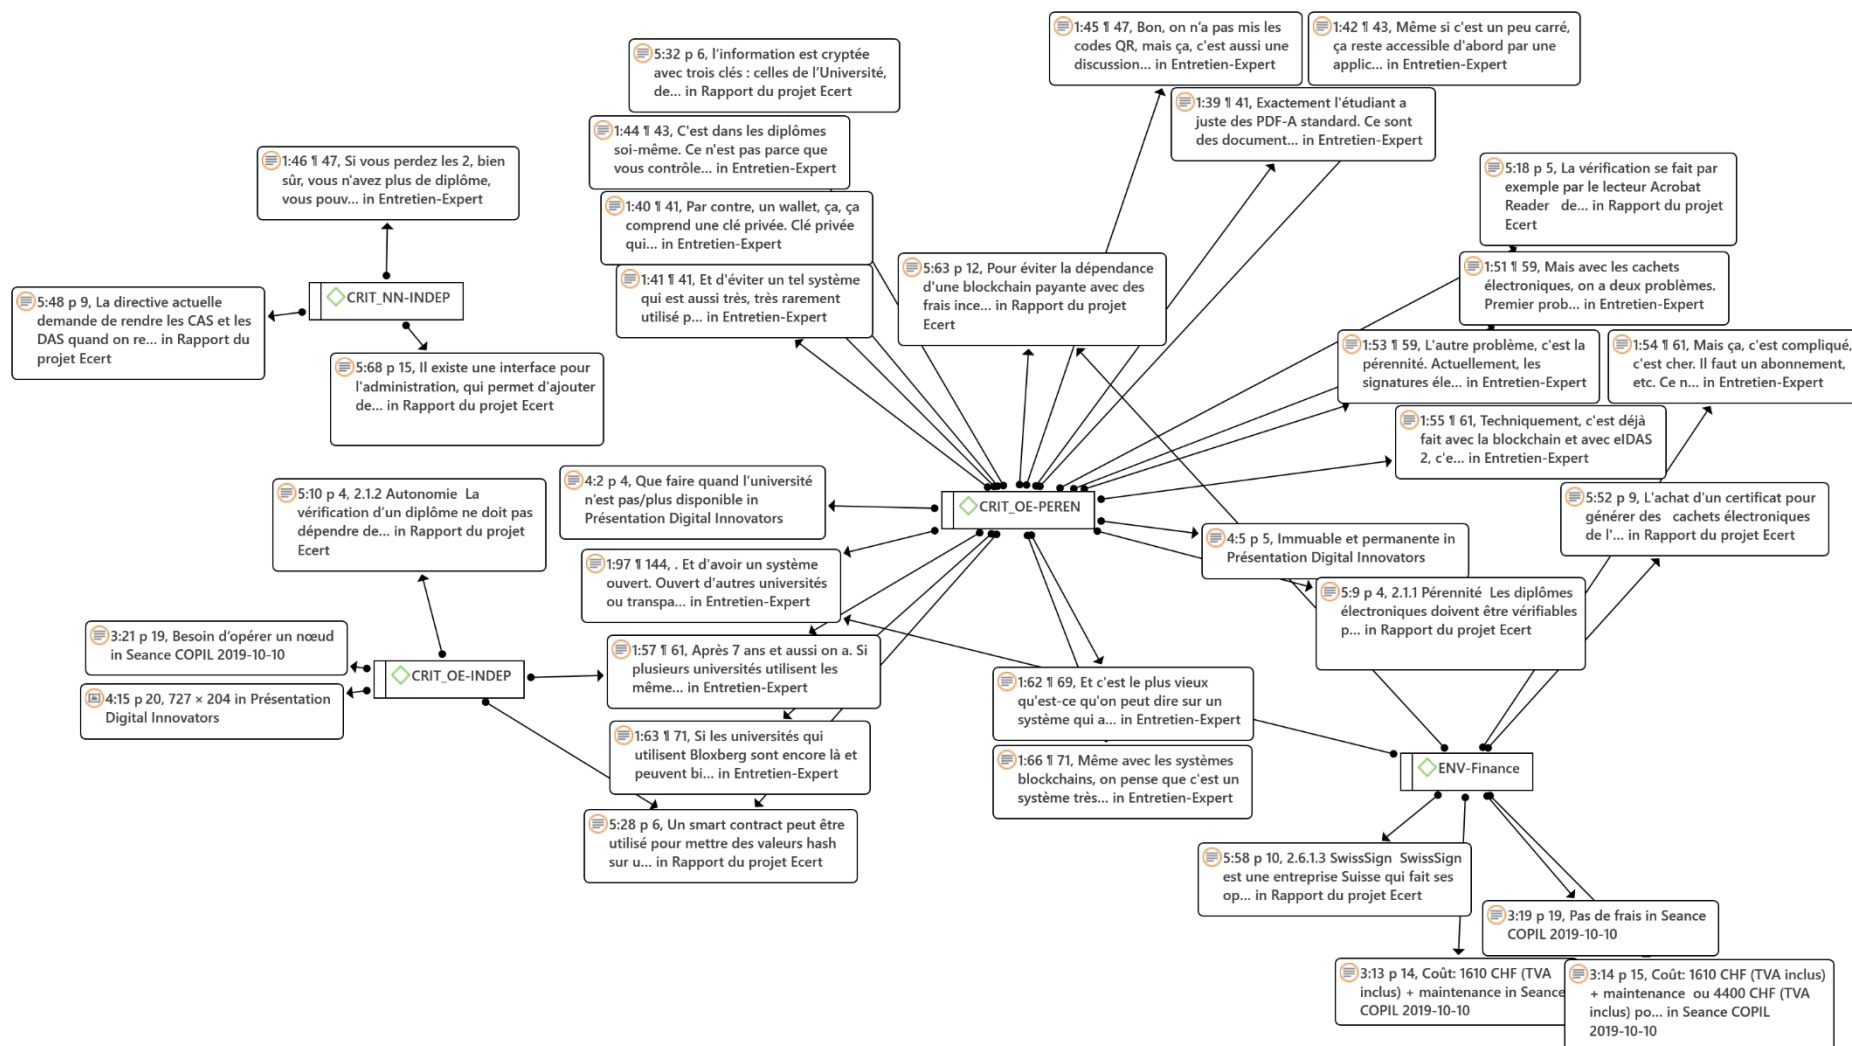 1:45 ¶ 47, Bon, on n'a pas mis les
codes QR, mais ça, c'est aussi une
discussion... in Entretien-Expert
1:42 ¶ 43, Même si c'est un peu carré,
ça reste accessible d'abord par une
applic... in Entretien-Expert
5:32 p 6, l'information est cryptée
avec trois clés : celles de l'Université,
de... in Rapport du projet Ecert
1:39 ¶ 41, Exactement l'étudiant a
juste des PDF-A standard. Ce sont
des document... in Entretien-Expert
1:44 ¶ 43, C'est dans les diplômes
soi-même. Ce n'est pas parce que
vous contrôle... in Entretien-Expert
1:46 ¶ 47, Si vous perdez les 2, bien
sûr, vous n'avez plus de diplôme,
vous pouv... in Entretien-Expert
5:18 p 5, La vérification se fait par
exemple par le lecteur Acrobat
Reader de... in Rapport du projet
Ecert
1:40 ¶ 41, Par contre, un wallet, ça, ça
comprend une clé privée. Clé privée
qui... in Entretien-Expert
5:63 p 12, Pour éviter la dépendance
d'une blockchain payante avec des
frais ince... in Rapport du projet
Ecert
1:51 ¶ 59, Mais avec les cachets
électroniques, on a deux problèmes.
Premier prob... in Entretien-Expert
1:41 ¶ 41, Et d'éviter un tel système
qui est aussi très, très rarement
utilisé p... in Entretien-Expert
CRIT_NN-INDEP
5:48 p 9, La directive actuelle
demande de rendre les CAS et les
DAS quand on re... in Rapport du
projet Ecert
1:53 ¶ 59, L'autre problème, c'est la
pérennité. Actuellement, les
signatures éle... in Entretien-Expert
1:54 ¶ 61, Mais ça, c'est compliqué,
c'est cher. Il faut un abonnement,
etc. Ce n... in Entretien-Expert
5:68 p 15, Il existe une interface pour
l'administration, qui permet d'ajouter
de... in Rapport du projet Ecert
1:55 ¶ 61, Techniquement, c'est déjà
fait avec la blockchain et avec eIDAS
2, c'e... in Entretien-Expert
4:2 p 4, Que faire quand l'université
n'est pas/plus disponible in
Présentation Digital Innovators
5:10 p 4, 2.1.2 Autonomie La
vérification d'un diplôme ne doit pas
dépendre de... in Rapport du projet
Ecert
CRIT_OE-PEREN
5:52 p 9, L'achat d'un certificat pour
générer des cachets électroniques
de l'... in Rapport du projet Ecert
4:5 p 5, Immuable et permanente in
Présentation Digital Innovators
1:97 ¶ 144, . Et d'avoir un système
ouvert. Ouvert d'autres universités
ou transpa... in Entretien-Expert
5:9 p 4, 2.1.1 Pérennité Les diplômes
électroniques doivent être vérifiables
p... in Rapport du projet Ecert
3:21 p 19, Besoin d'opérer un nœud
in Seance COPIL 2019-10-10
1:57 ¶ 61, Après 7 ans et aussi on a. Si
plusieurs universités utilisent les
même... in Entretien-Expert
CRIT_OE-INDEP
4:15 p 20, 727 × 204 in Présentation
Digital Innovators
1:62 ¶ 69, Et c'est le plus vieux
qu'est-ce qu'on peut dire sur un
système qui a... in Entretien-Expert
1:63 ¶ 71, Si les universités qui
utilisent Bloxberg sont encore là et
peuvent bi... in Entretien-Expert
1:66 ¶ 71, Même avec les systèmes
blockchains, on pense que c'est un
système très... in Entretien-Expert
ENV-Finance
5:28 p 6, Un smart contract peut être
utilisé pour mettre des valeurs hash
sur u... in Rapport du projet Ecert
5:58 p 10, 2.6.1.3 SwissSign SwissSign
est une entreprise Suisse qui fait ses
op... in Rapport du projet Ecert
3:19 p 19, Pas de frais in Seance
COPIL 2019-10-10
3:13 p 14, Coût: 1610 CHF (TVA
inclus) + maintenance in Seance
COPIL 2019-10-10
3:14 p 15, Coût: 1610 CHF (TVA inclus)
+ maintenance ou 4400 CHF (TVA
inclus) po... in Seance COPIL
2019-10-10